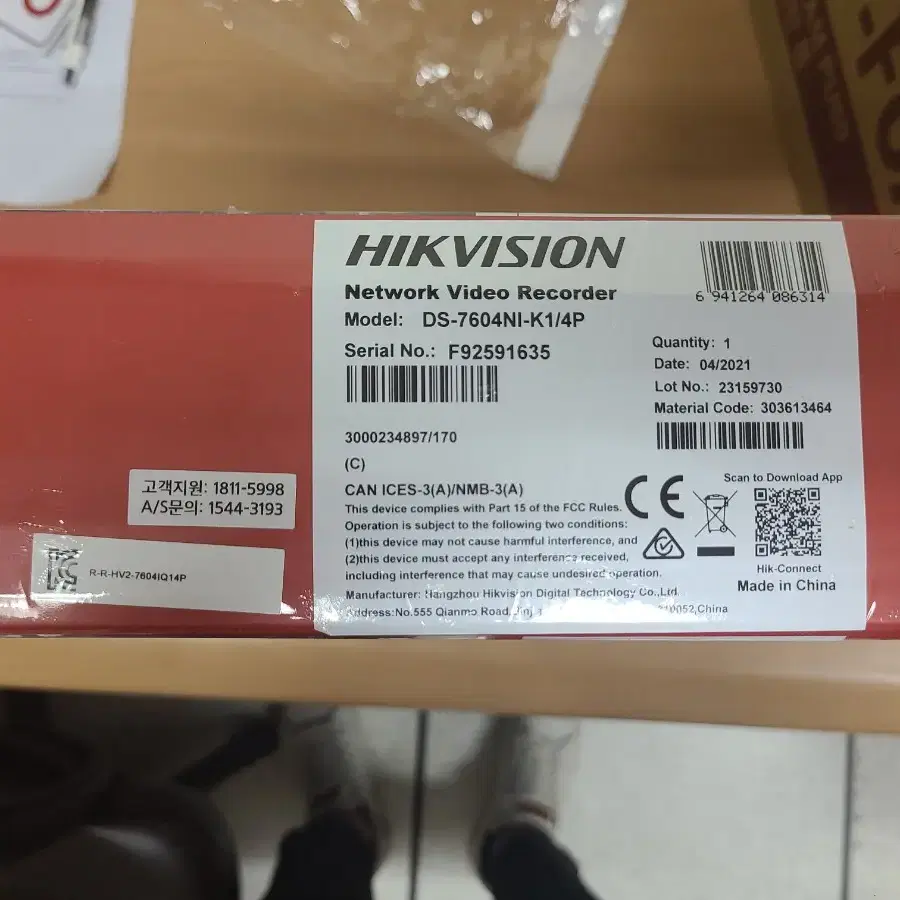 HIKVISION
Network Video Recorder
Model: DS-7604NI-K1/4P
Serial No.: F92591635
3000234897/170
(C)
CAN ICES-3(A)/NMB-3(A)
This device complies with Part 15 of the FCC Rules.
Operation is subject to the following two conditions:
(1)this device may not cause harmful interference, and
(2)this device must accept any interference received,
including interference that may cause undesired operation.
Manufacturer: Hangzhou Hikvision Digital Technology Co.,Ltd.
Address:No.555 Qianmo Road, 310052,China
6 941264 086314
Quantity: 1
Date: 04/2021
Lot No.: 23159730
Material Code: 303613464
CE
Scan to Download App
Hik-Connect
Made in China
고객지원: 1811-5998
A/S문의: 1544-3193
R-R-HV2-7604IQ14P